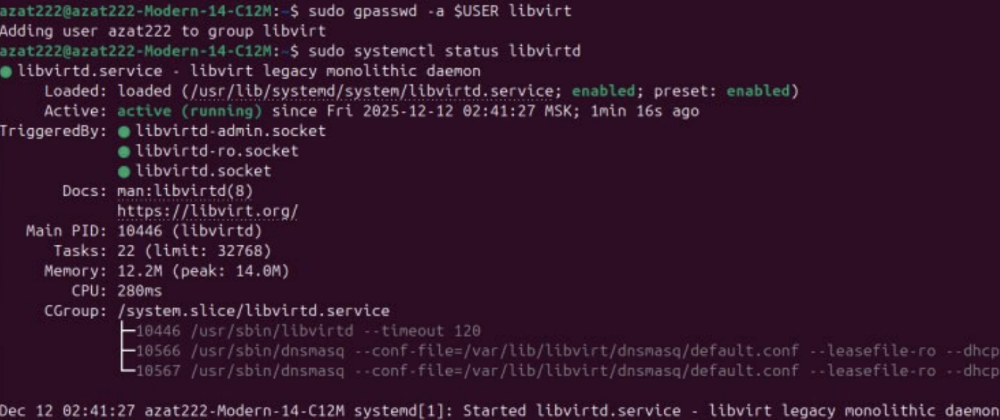 azat222@azat222-Modern-14-C12M:~$ sudo gpasswd -a $USER libvirt
Adding user azat222 to group libvirt
azat222@azat222-Modern-14-C12M:~$ sudo systemctl status libvirtd
● libvirtd.service - libvirt legacy monolithic daemon
     Loaded: loaded (/usr/lib/systemd/system/libvirtd.service; enabled; preset: enabled)
     Active: active (running) since Fri 2025-12-12 02:41:27 MSK; 1min 16s ago
TriggeredBy: ● libvirtd-admin.socket
             ● libvirtd-ro.socket
             ● libvirtd.socket
       Docs: man:libvirtd(8)
             https://libvirt.org/
   Main PID: 10446 (libvirtd)
      Tasks: 22 (limit: 32768)
     Memory: 12.2M (peak: 14.0M)
        CPU: 280ms
     CGroup: /system.slice/libvirtd.service
             ├─10446 /usr/sbin/libvirtd --timeout 120
             ├─10566 /usr/sbin/dnsmasq --conf-file=/var/lib/libvirt/dnsmasq/default.conf --leasefile-ro --dhcp
             └─10567 /usr/sbin/dnsmasq --conf-file=/var/lib/libvirt/dnsmasq/default.conf --leasefile-ro --dhcp
Dec 12 02:41:27 azat222-Modern-14-C12M systemd[1]: Started libvirtd.service - libvirt legacy monolithic daemon